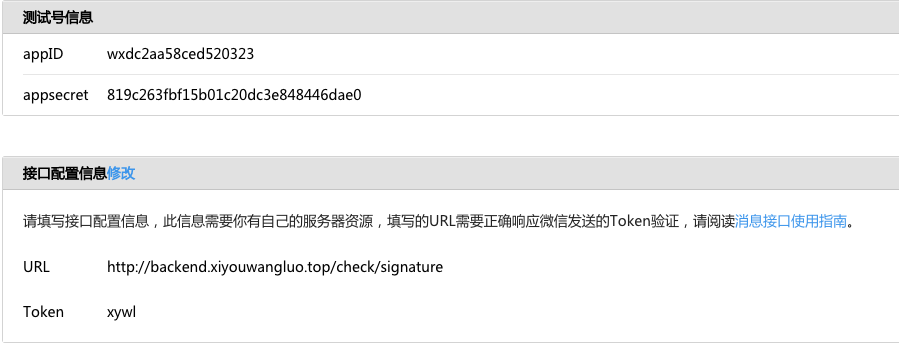 测试号信息
appID wxdc2aa58ced520323
appsecret 819c263fbf15b01c20dc3e848446dae0
接口配置信息修改
请填写接口配置信息，此信息需要你有自己的服务器资源，填写的URL需要正确响应微信发送的Token验证，请阅读消息接口使用指南。
URL http://backend.xiyouwangluo.top/check/signature
Token xywl